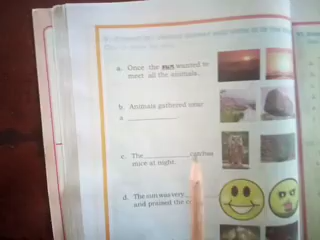 a. Once the sun wanted to
meet all the animals.
b. Animals gathered near
a
c. The catches
mice at night.
d. The sun was very
and praised the